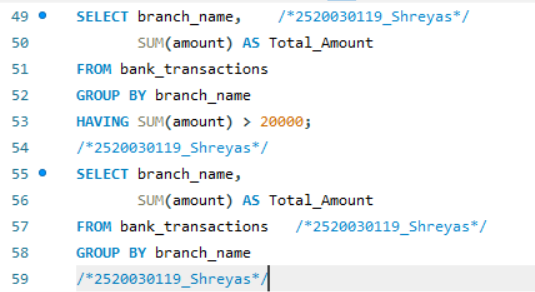 49 SELECT branch_name, /*2520030119_Shreyas*/
50 SUM(amount) AS Total_Amount
51 FROM bank_transactions
52 GROUP BY branch_name
53 HAVING SUM(amount) > 20000;
54 /*2520030119_Shreyas*/
55 SELECT branch_name,
56 SUM(amount) AS Total_Amount
57 FROM bank_transactions /*2520030119_Shreyas*/
58 GROUP BY branch_name
59 /*2520030119_Shreyas*/